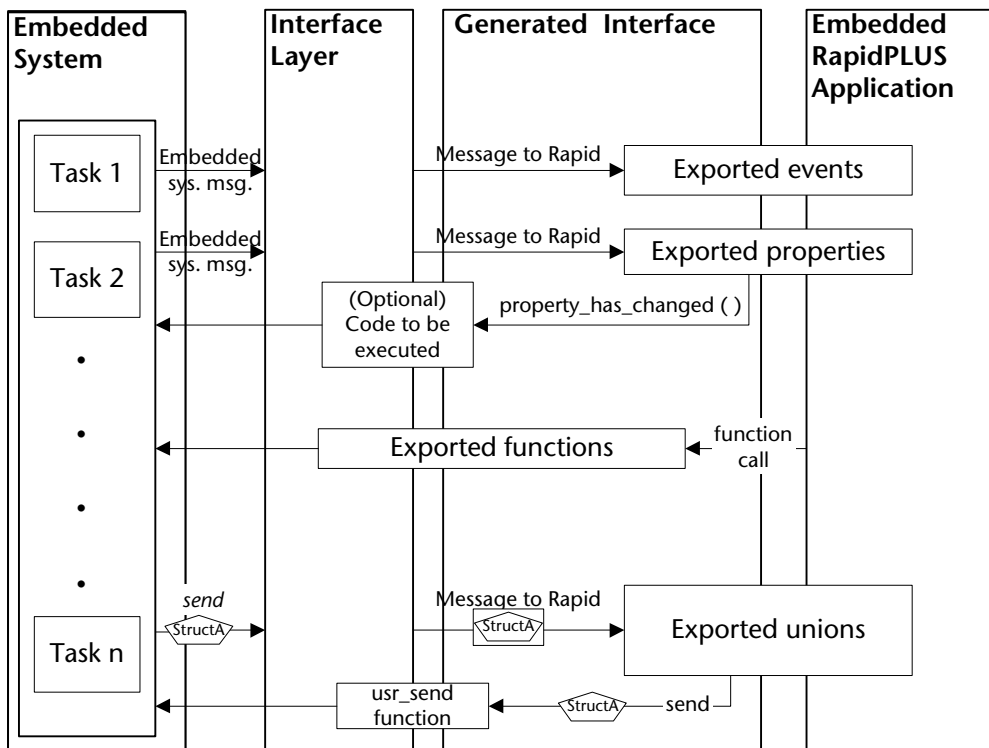 Embedded
System
Interface
Layer
Generated Interface
Embedded
RapidPLUS
Application
Task 1
Embedded
sys. msg.
Message to Rapid
Exported events
Task 2
Embedded
sys. msg.
Message to Rapid
Exported properties
(Optional)
Code to be
executed
property_has_changed ( )
Exported functions
function
call
send
StructA
Message to Rapid
StructA
Exported unions
Task n
usr_send
function
StructA
send